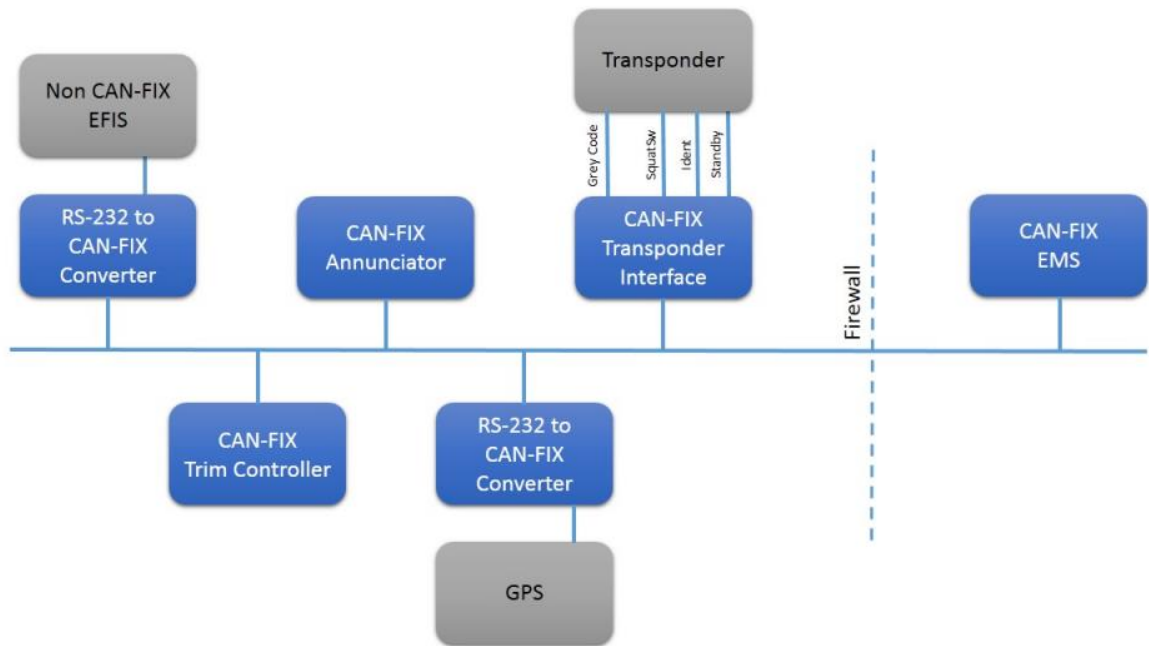 Non CAN-FIX
EFIS
Transponder
Grey Code
SquatSw
Ident
Standby
RS-232 to
CAN-FIX
Converter
CAN-FIX
Annunciator
CAN-FIX
Transponder
Interface
CAN-FIX
EMS
Firewall
CAN-FIX
Trim Controller
RS-232 to
CAN-FIX
Converter
GPS